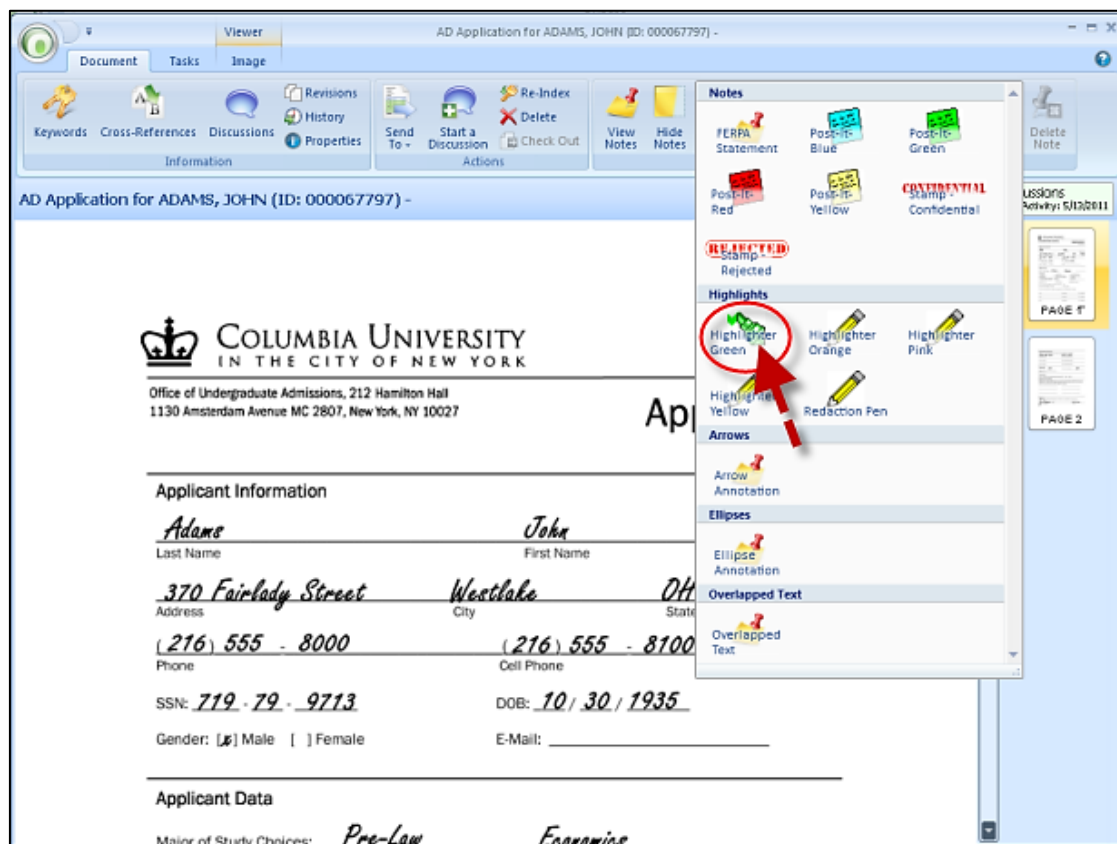 Viewer
AD Application for ADAMS, JOHN (ID: 000067797) -
Document Tasks Image
Keywords Cross-References Discussions Revisions History Properties
Information
Send To Start a Discussion Re-Index Delete Check Out
Actions
View Notes Hide Notes
Delete Note
AD Application for ADAMS, JOHN (ID: 000067797) -
ussions
Activity: 5/13/2011
PAGE 1
PAGE 2
Notes
FERPA Statement Post-It-Blue Post-It-Green
Post-It-Red Post-It-Yellow CONFIDENTIAL Stamp - Confidential
REJECTED Stamp - Rejected
Highlights
Highlighter Green Highlighter Orange Highlighter Pink
Highlighter Yellow Redaction Pen
Arrows
Arrow Annotation
Ellipses
Ellipse Annotation
Overlapped Text
Overlapped Text
COLUMBIA UNIVERSITY
IN THE CITY OF NEW YORK
Office of Undergraduate Admissions, 212 Hamilton Hall
1130 Amsterdam Avenue MC 2807, New York, NY 10027
App
Applicant Information
Adams John
Last Name First Name
370 Fairlady Street Westlake OH
Address City State
(216) 555 - 8000 (216) 555 - 8100
Phone Cell Phone
SSN: 719 - 79 - 9713 DOB: 10 / 30 / 1935
Gender: [x] Male [ ] Female E-Mail:
Applicant Data
Major of Study Choices: Pre-Law Economics